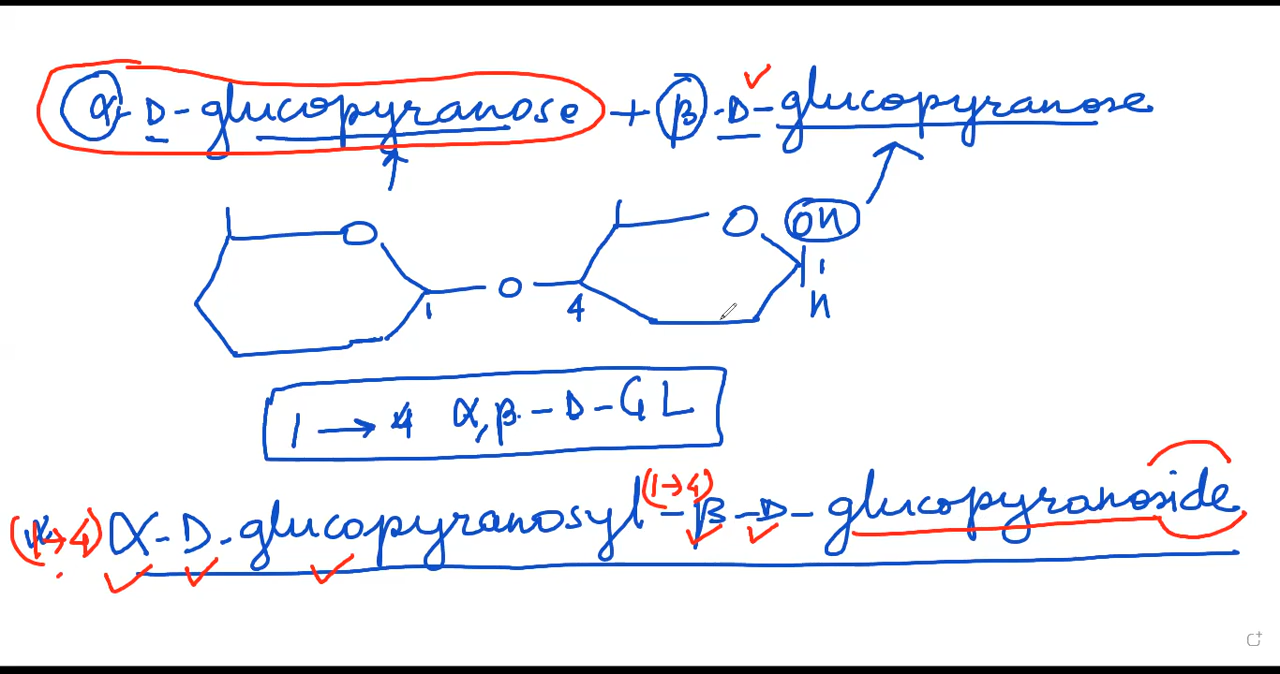 α-D-glucopyranose + β-D-glucopyranose
O O OH
1 O 4 H
1 → 4 α,β-D-GL
(1→4) α-D-glucopyranosyl (1→4)-β-D-glucopyranoside